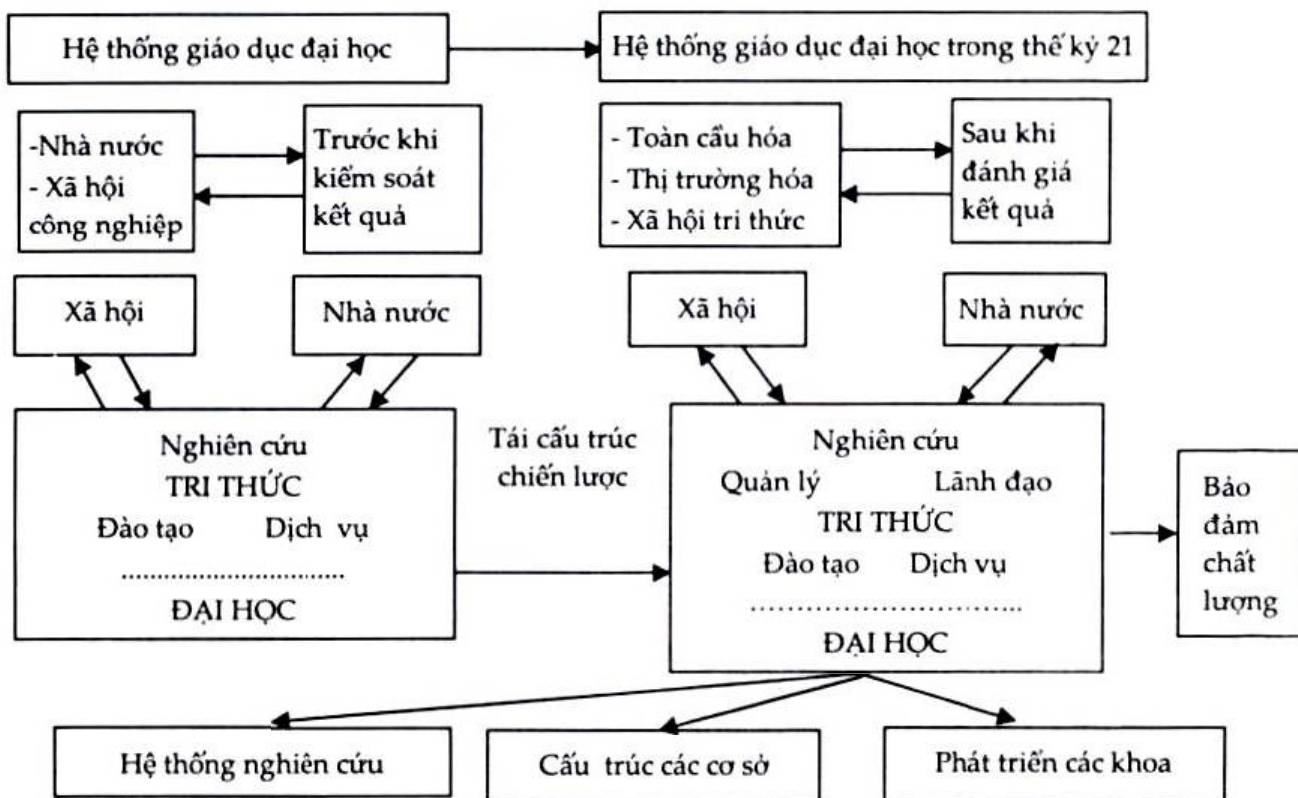 Hệ thống giáo dục đại học
Hệ thống giáo dục đại học trong thế kỷ 21
-Nhà nước
- Xã hội
công nghiệp
Trước khi
kiểm soát
kết quả
- Toàn cầu hóa
- Thị trường hóa
- Xã hội tri thức
Sau khi
đánh giá
kết quả
Xã hội
Nhà nước
Xã hội
Nhà nước
Nghiên cứu
TRI THỨC
Đào tạo Dịch vụ
................................
ĐẠI HỌC
Tái cấu trúc
chiến lược
Nghiên cứu
Quản lý Lãnh đạo
TRI THỨC
Đào tạo Dịch vụ
.......................................
ĐẠI HỌC
Bảo
đảm
chất
lượng
Hệ thống nghiên cứu
Cấu trúc các cơ sở
Phát triển các khoa